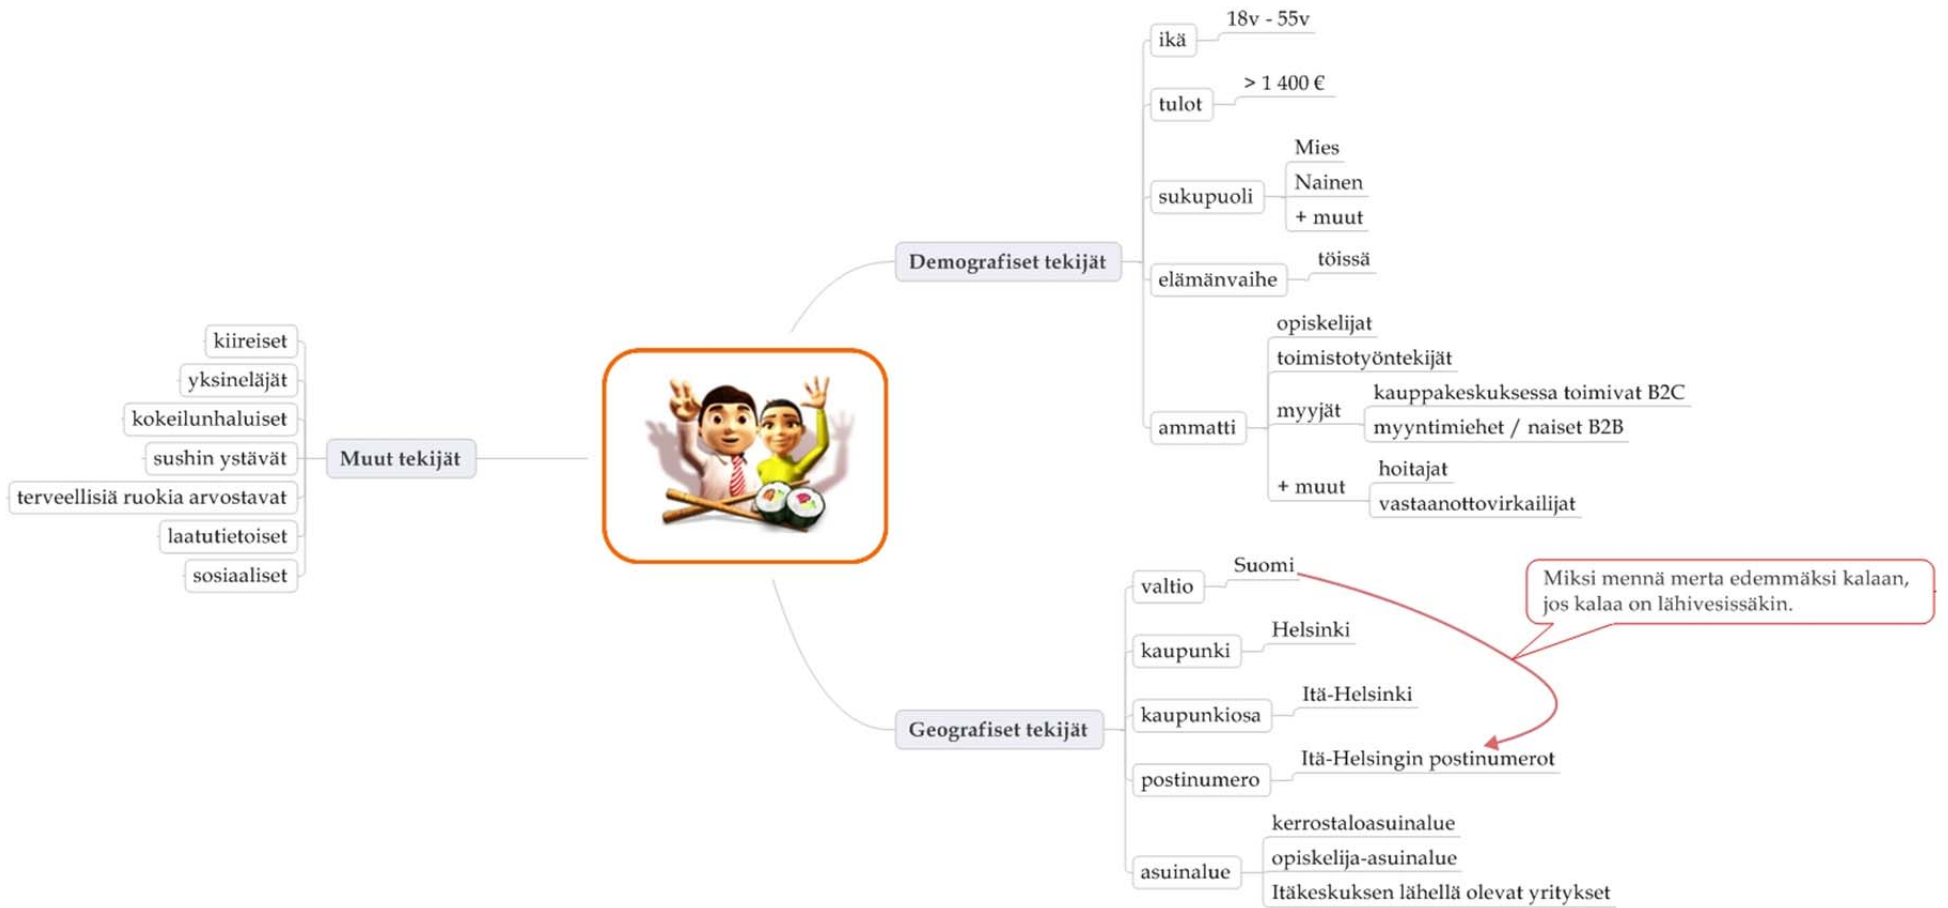 Demografiset tekijät
ikä
18v - 55v
tulot
> 1 400 €
sukupuoli
Mies
Nainen
+ muut
elämänvaihe
töissä
ammatti
opiskelijat
toimistotyöntekijät
myyjät
kauppakeskuksessa toimivat B2C
myyntimiehet / naiset B2B
+ muut
hoitajat
vastaanottovirkailijat
Muut tekijät
kiireiset
yksineläjät
kokeilunhaluiset
sushin ystävät
terveellisiä ruokia arvostavat
laatutietoiset
sosiaaliset
Geografiset tekijät
valtio
Suomi
Miksi mennä merta edemmäksi kalaan,
jos kalaa on lähivesissäkin.
kaupunki
Helsinki
kaupunkiosa
Itä-Helsinki
postinumero
Itä-Helsingin postinumerot
asuinalue
kerrostaloasuinalue
opiskelija-asuinalue
Itäkeskuksen lähellä olevat yritykset